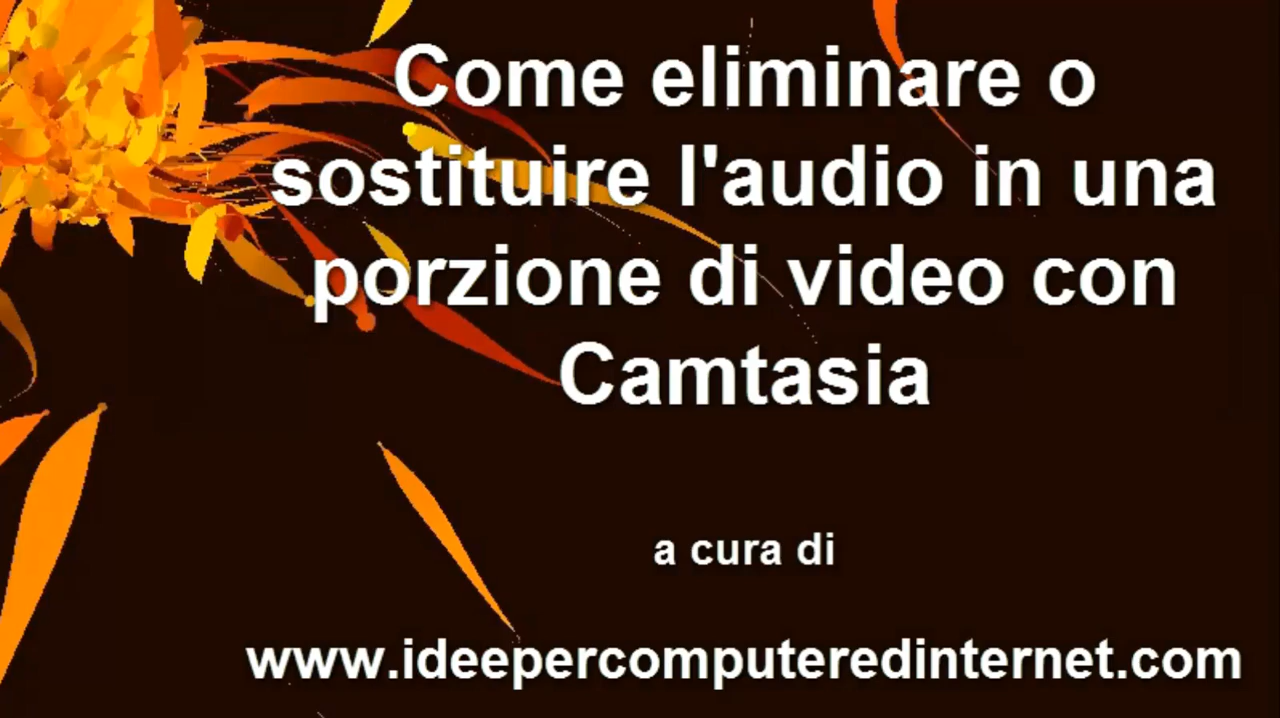 Come eliminare o
sostituire l'audio in una
porzione di video con
Camtasia
a cura di
www.ideepercomputeredinternet.com